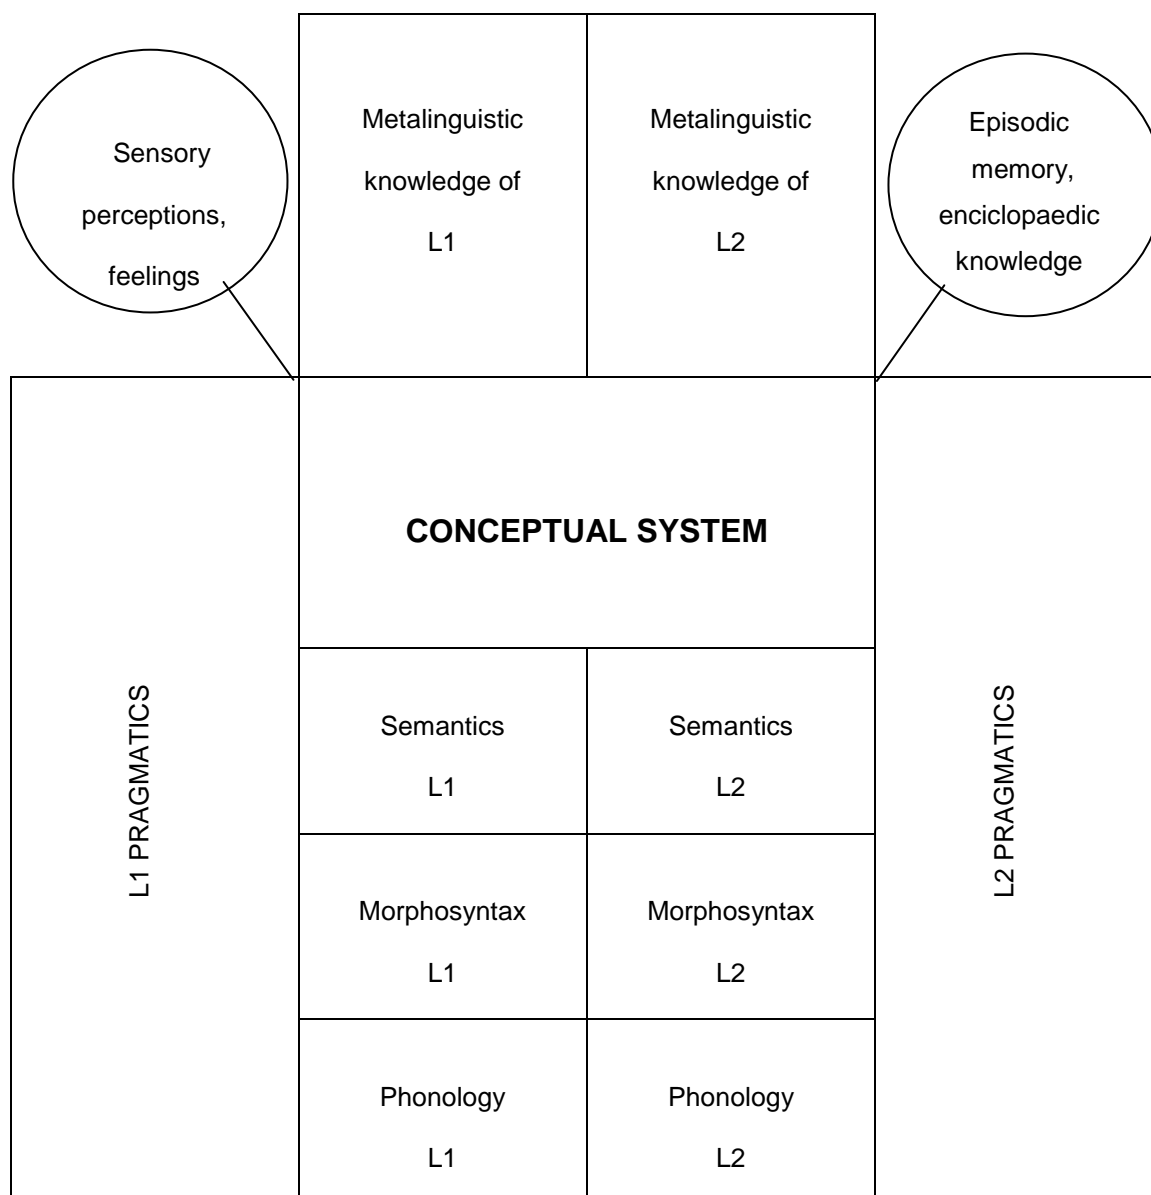 Sensory
perceptions,
feelings
Metalinguistic
knowledge of
L1
Metalinguistic
knowledge of
L2
Episodic
memory,
enciclopaedic
knowledge
CONCEPTUAL SYSTEM
L1 PRAGMATICS
Semantics
L1
Semantics
L2
Morphosyntax
L1
Morphosyntax
L2
Phonology
L1
Phonology
L2
L2 PRAGMATICS